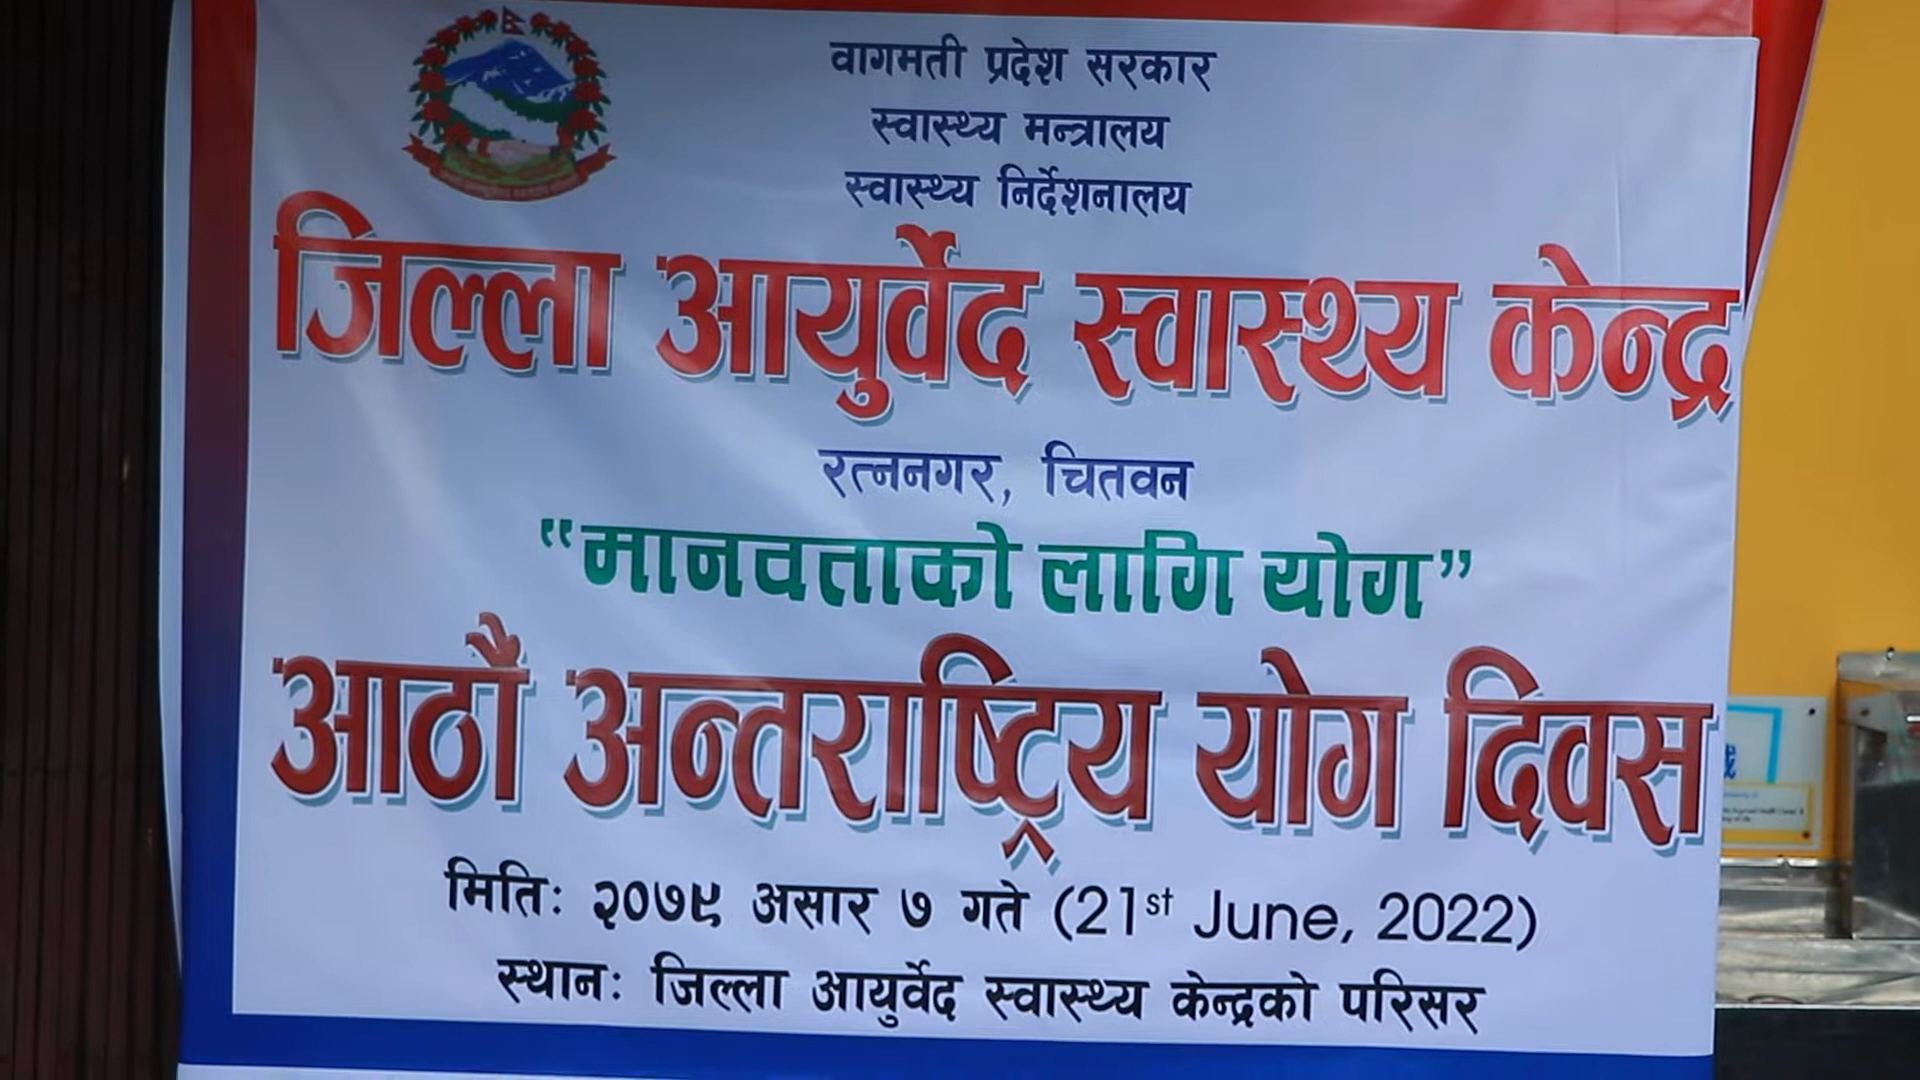 वागमती प्रदेश सरकार
स्वास्थ्य मन्त्रालय
स्वास्थ्य निर्देशनालय
जिल्ला आयुर्वेद स्वास्थ्य केन्द्र
रत्ननगर, चितवन
"मानवताको लागि योग"
आठौं अन्तराष्ट्रिय योग दिवस
मितिः २०७९ असार ७ गते (21st June, 2022)
स्थानः जिल्ला आयुर्वेद स्वास्थ्य केन्द्रको परिसर